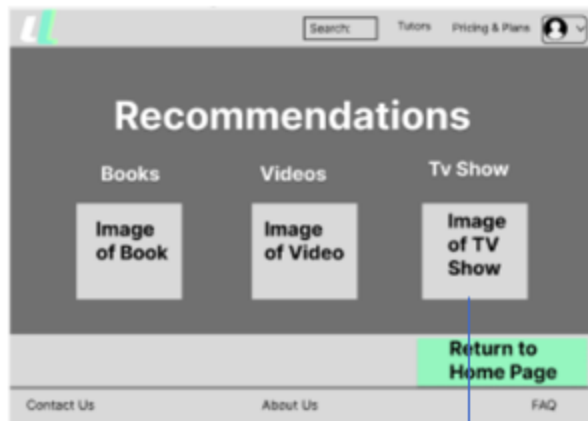 Search: Tutors Pricing & Plans
Recommendations
Books Videos Tv Show
Image of Book
Image of Video
Image of TV Show
Return to
Home Page
Contact Us About Us FAQ